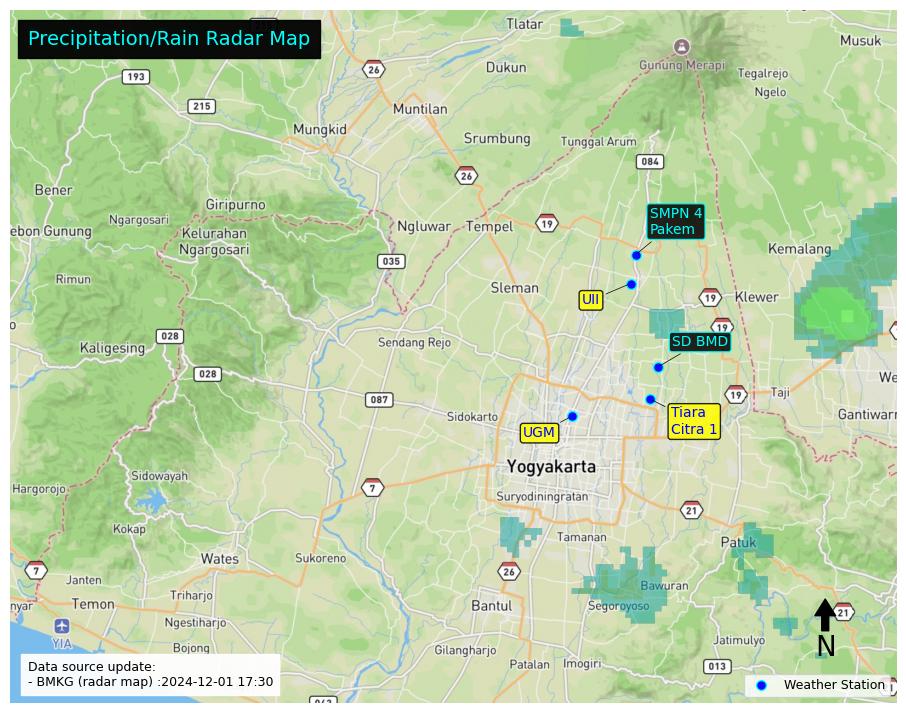 Precipitation/Rain Radar Map
Tlatar
Musuk
26
Gunung Merapi
Dukun
Tegalrejo
193
Ngelo
215
Muntilan
Mungkid
Srumbung
Tunggal Arum
084
26
Bener
Giripurno
SMPN 4
Pakem
Ngargosari
Ngluwar
Tempel
19
ebon Gunung
Kelurahan
Ngargosari
Kemalang
035
Rimun
Sleman
UII
19
Klewer
19
028
Sendang Rejo
SD BMD
Kaligesing
028
We
087
19
Taji
Sidokarto
Tiara
Citra 1
Gantiwarn
UGM
Yogyakarta
Sidowayah
Hargorojo
7
Suryodiningratan
21
Kokap
Tamanan
Patuk
Wates
Sukoreno
7
26
Janten
Bawuran
Triharjo
nyar
Temon
Bantul
Segoroyoso
21
Ngestiharjo
YIA
Jatimulyo
N
Bojong
Gilangharjo
Patalan
Imogiri
013
Data source update:
- BMKG (radar map) :2024-12-01 17:30
Weather Station